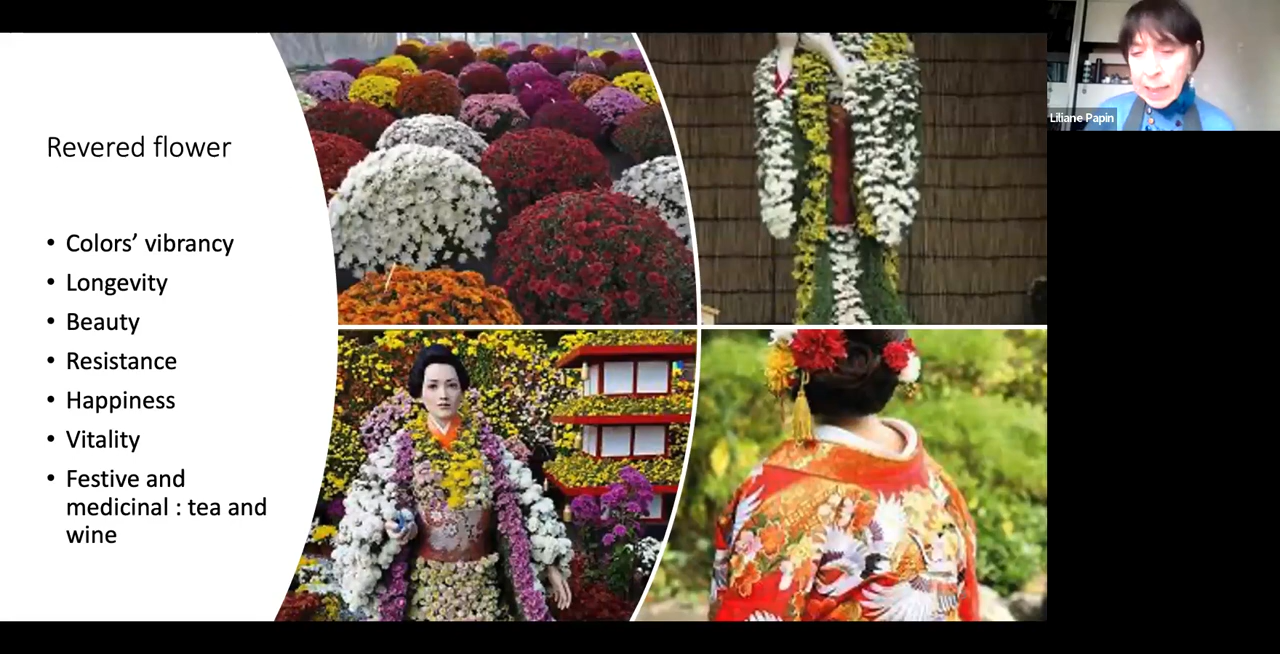 Revered flower
• Colors’ vibrancy
• Longevity
• Beauty
• Resistance
• Happiness
• Vitality
• Festive and
medicinal : tea and
wine
Liliane Papin